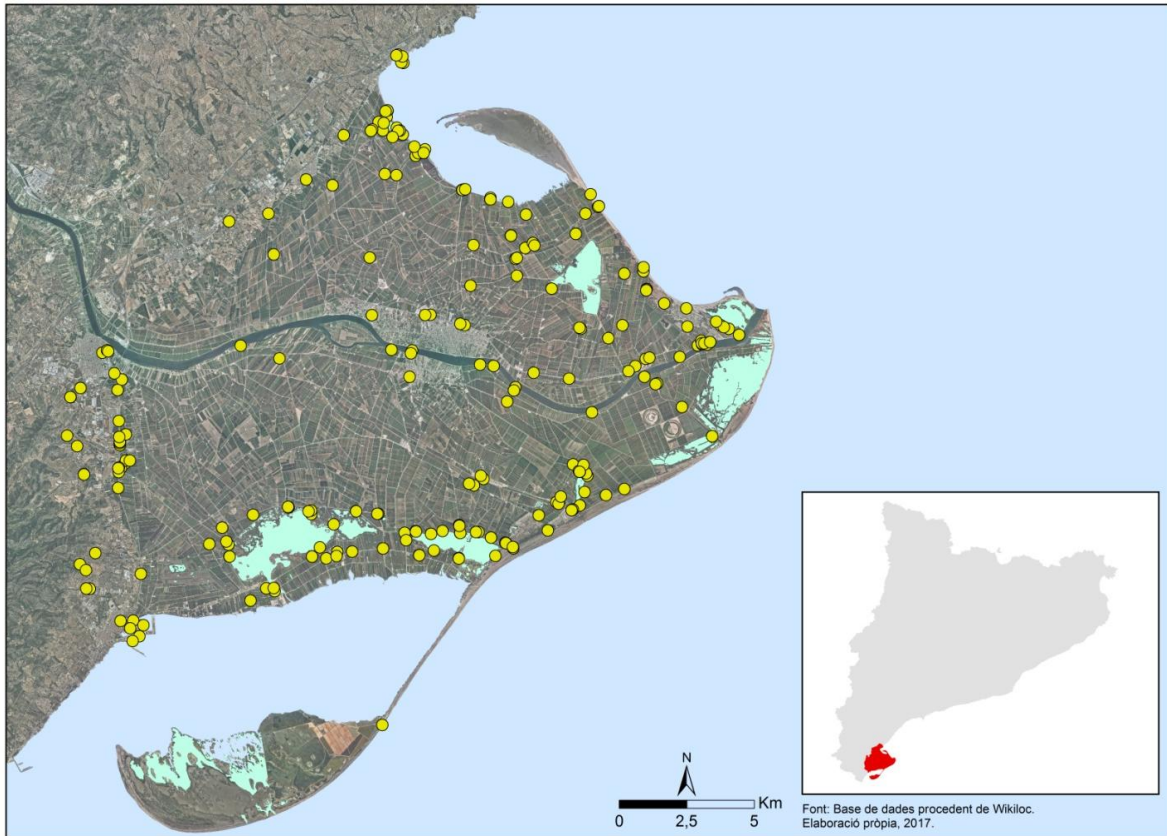 N
Km
0 2,5 5
Font: Base de dades procedent de Wikiloc.
Elaboració pròpia, 2017.